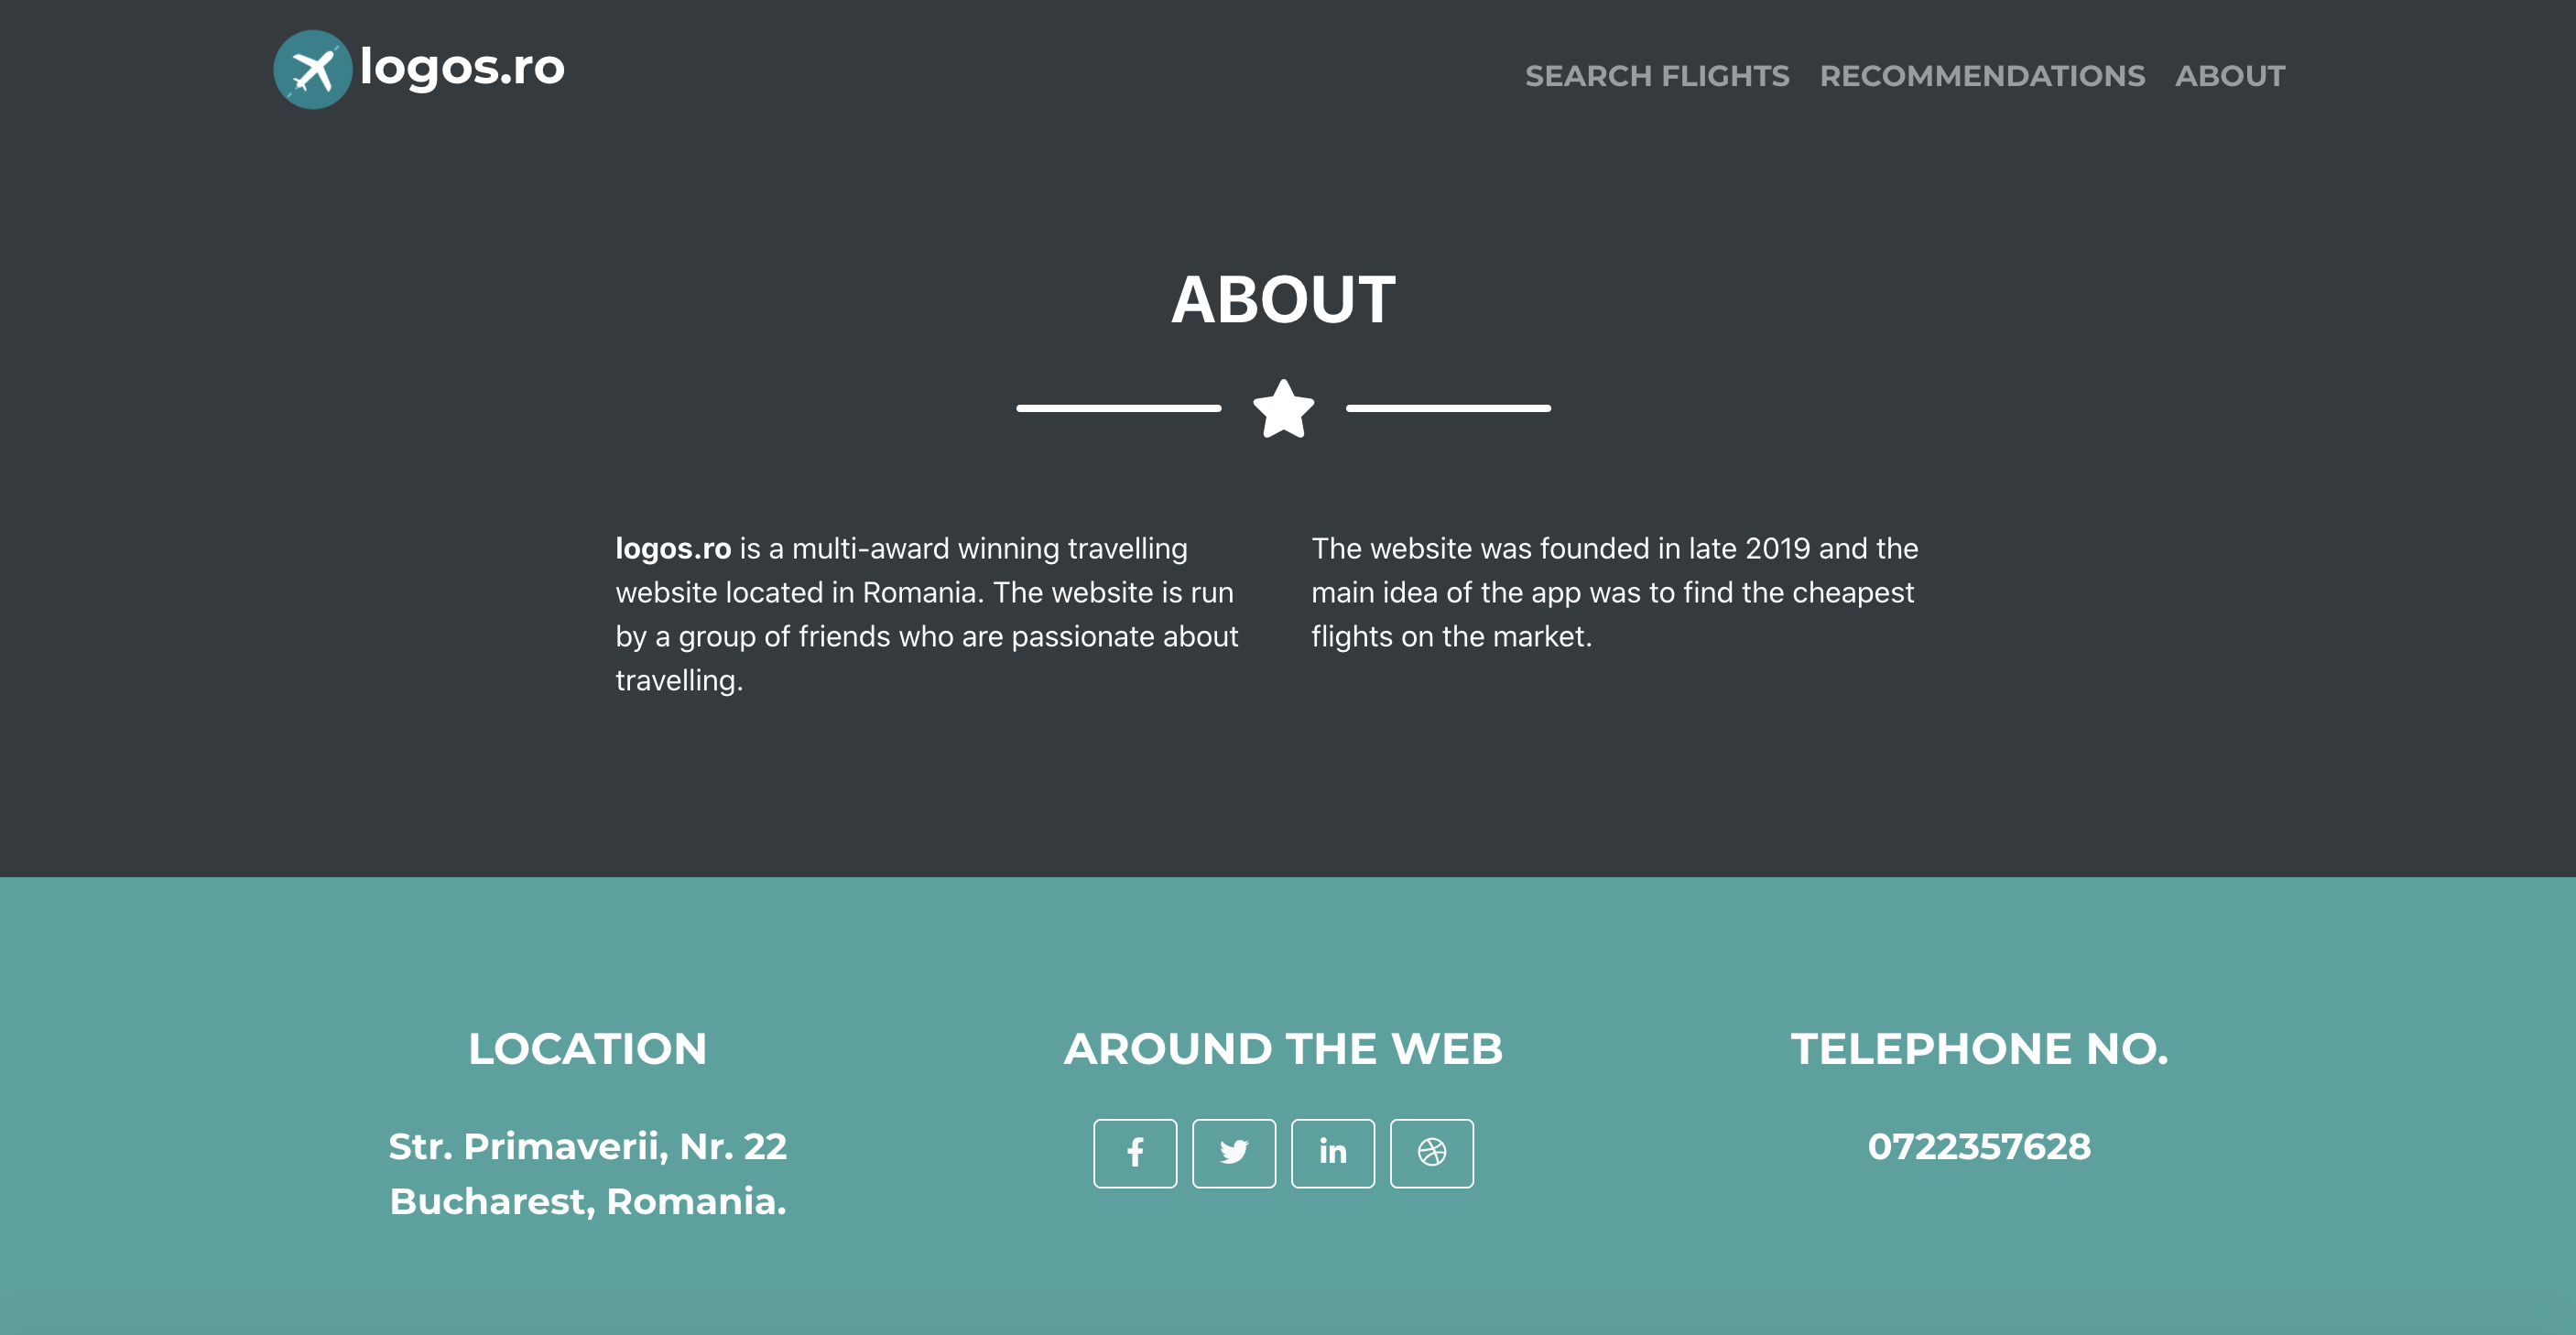 logos.ro
SEARCH FLIGHTS RECOMMENDATIONS ABOUT
ABOUT
logos.ro is a multi-award winning travelling
website located in Romania. The website is run
by a group of friends who are passionate about
travelling.
The website was founded in late 2019 and the
main idea of the app was to find the cheapest
flights on the market.
LOCATION
Str. Primaverii, Nr. 22
Bucharest, Romania.
AROUND THE WEB
TELEPHONE NO.
0722357628